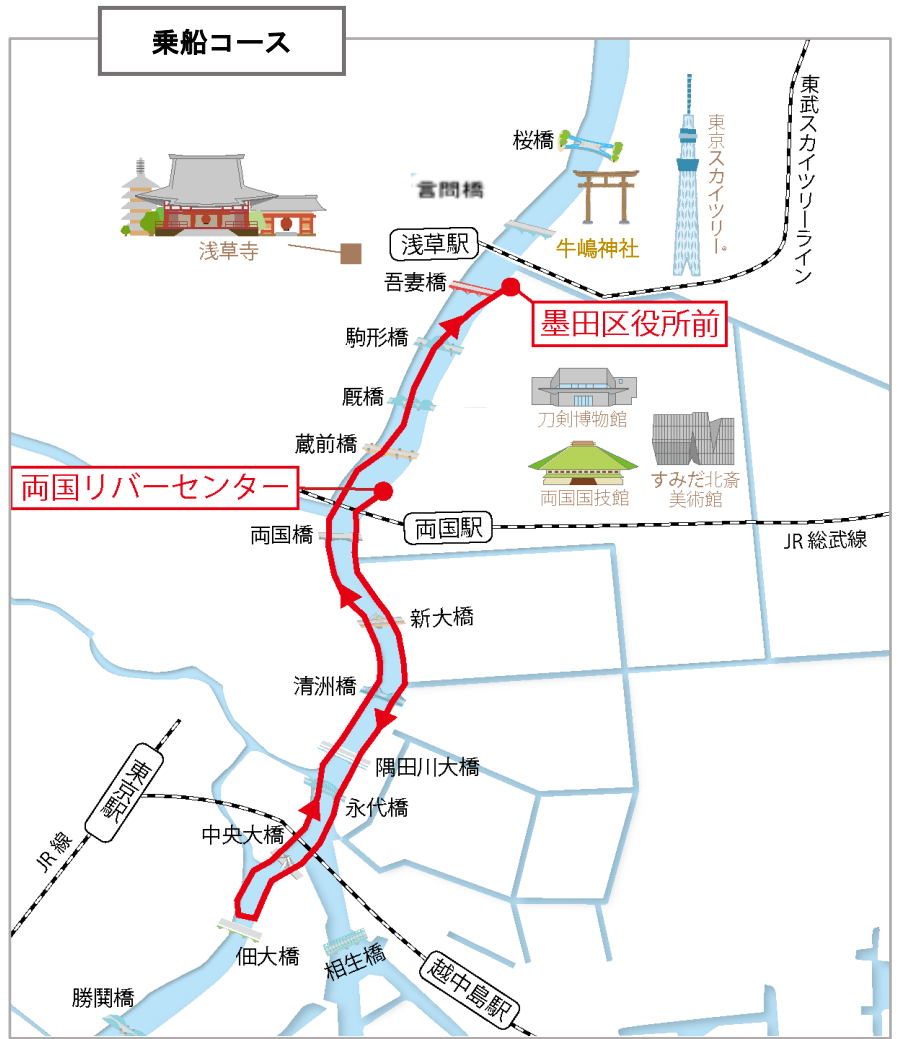 乗船コース
東武スカイツリーライン
桜橋
東京スカイツリー®
言問橋
浅草駅
牛嶋神社
浅草寺
吾妻橋
墨田区役所前
駒形橋
厩橋
刀剣博物館
蔵前橋
両国リバーセンター
両国国技館
すみだ北斎
美術館
両国橋
両国駅
JR 総武線
新大橋
清洲橋
隅田川大橋
東京駅
永代橋
中央大橋
JR 線
佃大橋
相生橋
越中島駅
勝鬨橋